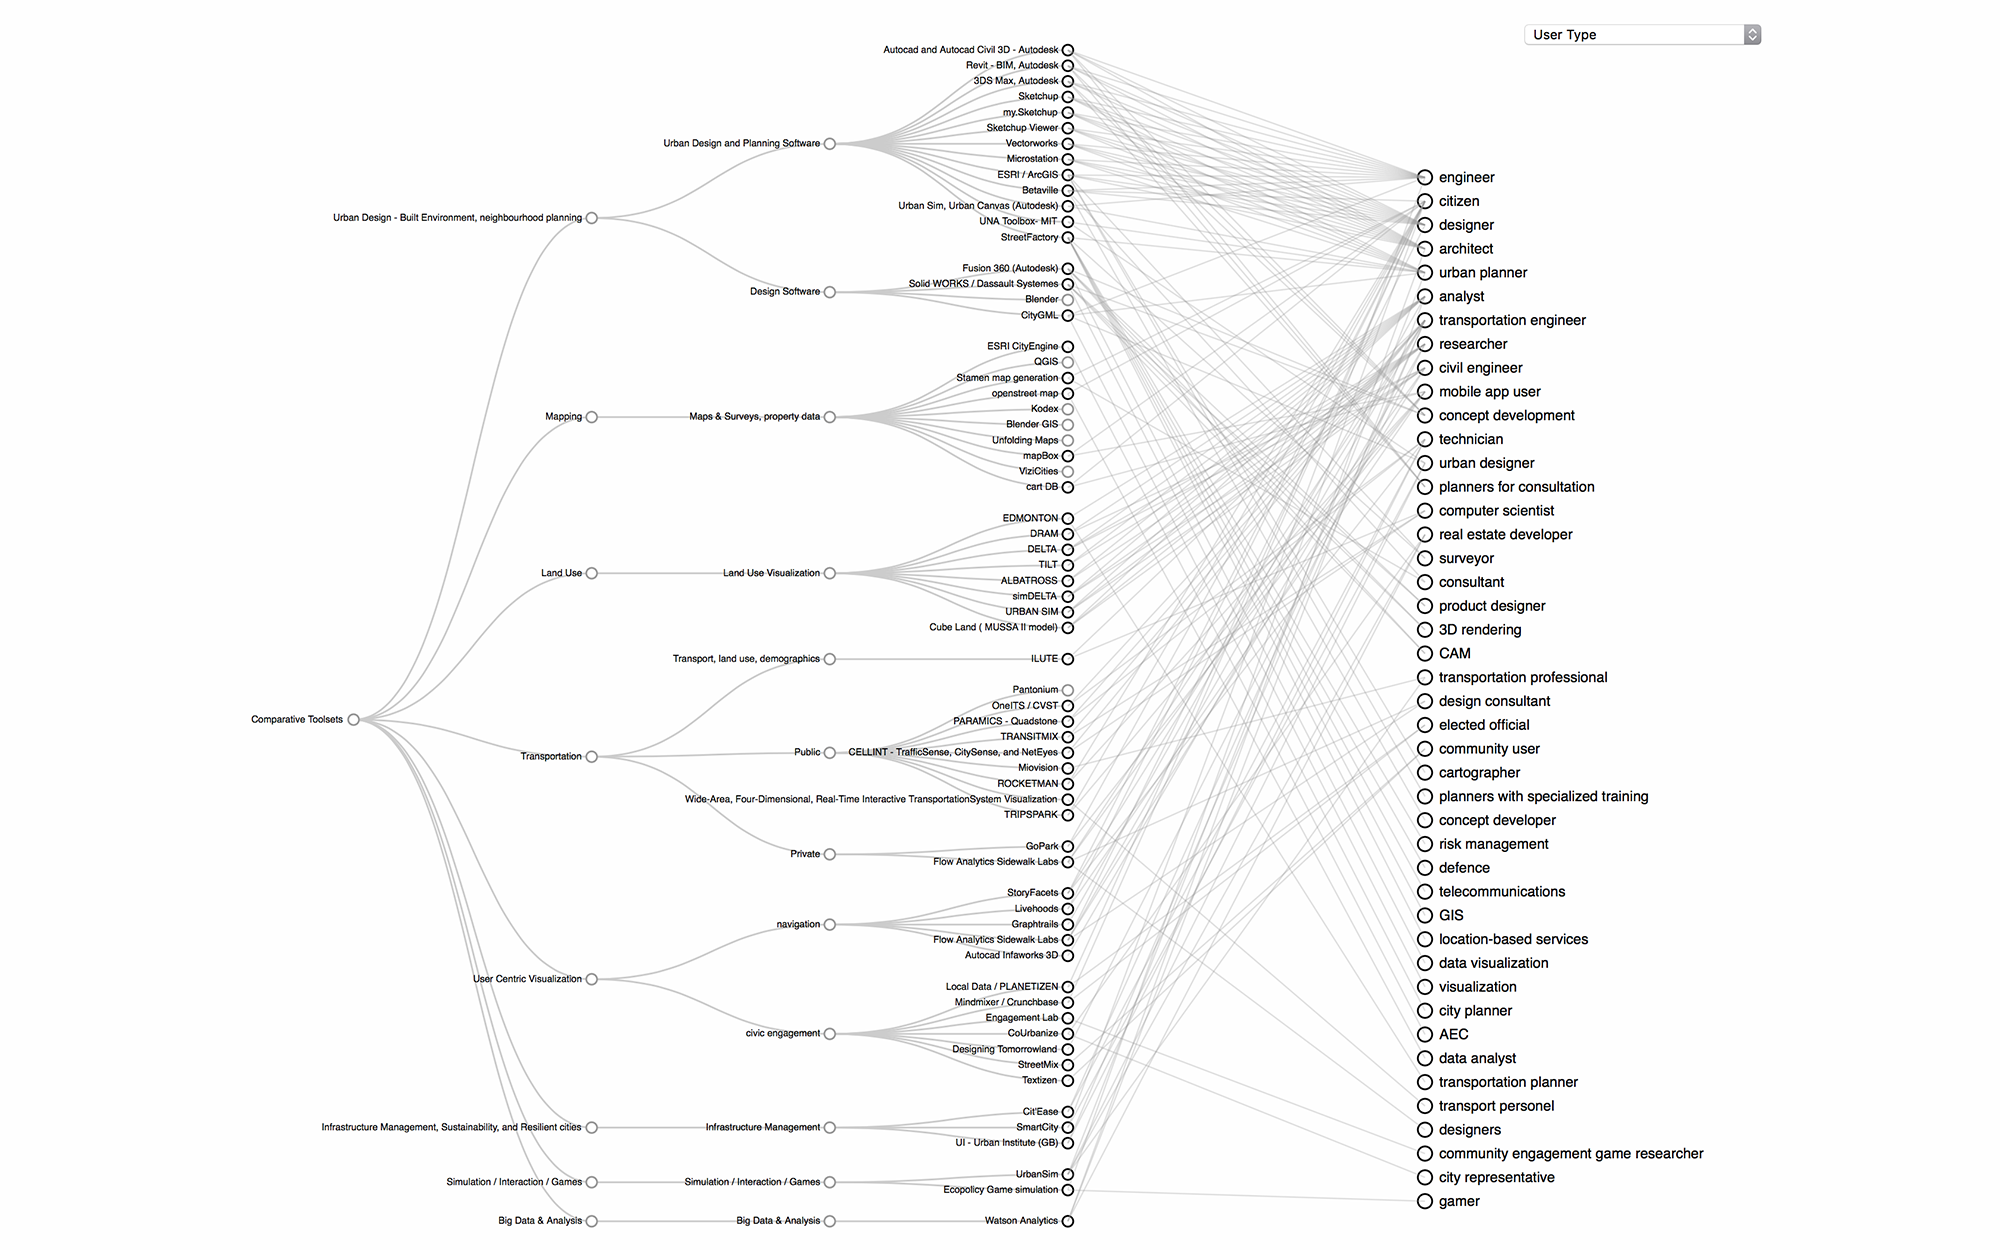 User Type
Comparative Toolsets
Urban Design - Built Environment, neighbourhood planning
Mapping
Land Use
Transportation
User Centric Visualization
Infrastructure Management, Sustainability, and Resilient cities
Simulation / Interaction / Games
Big Data & Analysis
Urban Design and Planning Software
Design Software
Maps & Surveys, property data
Land Use Visualization
Transport, land use, demographics
Public
Private
navigation
civic engagement
Infrastructure Management
Simulation / Interaction / Games
Big Data & Analysis
Autocad and Autocad Civil 3D - Autodesk
Revit - BIM, Autodesk
3DS Max, Autodesk
Sketchup
my.Sketchup
Sketchup Viewer
Vectorworks
Microstation
ESRI / ArcGIS
Betaville
Urban Sim, Urban Canvas (Autodesk)
UNA Toolbox- MIT
StreetFactory
Fusion 360 (Autodesk)
Solid WORKS / Dassault Systemes
Blender
CityGML
ESRI CityEngine
QGIS
Stamen map generation
openstreet map
Kodex
Blender GIS
Unfolding Maps
mapBox
ViziCities
cart DB
EDMONTON
DRAM
DELTA
TILT
ALBATROSS
simDELTA
URBAN SIM
Cube Land ( MUSSA II model)
ILUTE
Pantonium
OneITS / CVST
PARAMICS - Quadstone
TRANSITMIX
CELLINT - TrafficSense, CitySense, and NetEyes
Miovision
ROCKETMAN
Wide-Area, Four-Dimensional, Real-Time Interactive TransportationSystem Visualization
TRIPSPARK
GoPark
Flow Analytics Sidewalk Labs
StoryFacets
Livehoods
Graphtrails
Flow Analytics Sidewalk Labs
Autocad Infaworks 3D
Local Data / PLANETIZEN
Mindmixer / Crunchbase
Engagement Lab
CoUrbanize
Designing Tomorrowland
StreetMix
Textizen
Cit'Ease
SmartCity
UI - Urban Institute (GB)
UrbanSim
Ecopolicy Game simulation
Watson Analytics
engineer
citizen
designer
architect
urban planner
analyst
transportation engineer
researcher
civil engineer
mobile app user
concept development
technician
urban designer
planners for consultation
computer scientist
real estate developer
surveyor
consultant
product designer
3D rendering
CAM
transportation professional
design consultant
elected official
community user
cartographer
planners with specialized training
concept developer
risk management
defence
telecommunications
GIS
location-based services
data visualization
visualization
city planner
AEC
data analyst
transportation planner
transport personel
designers
community engagement game researcher
city representative
gamer